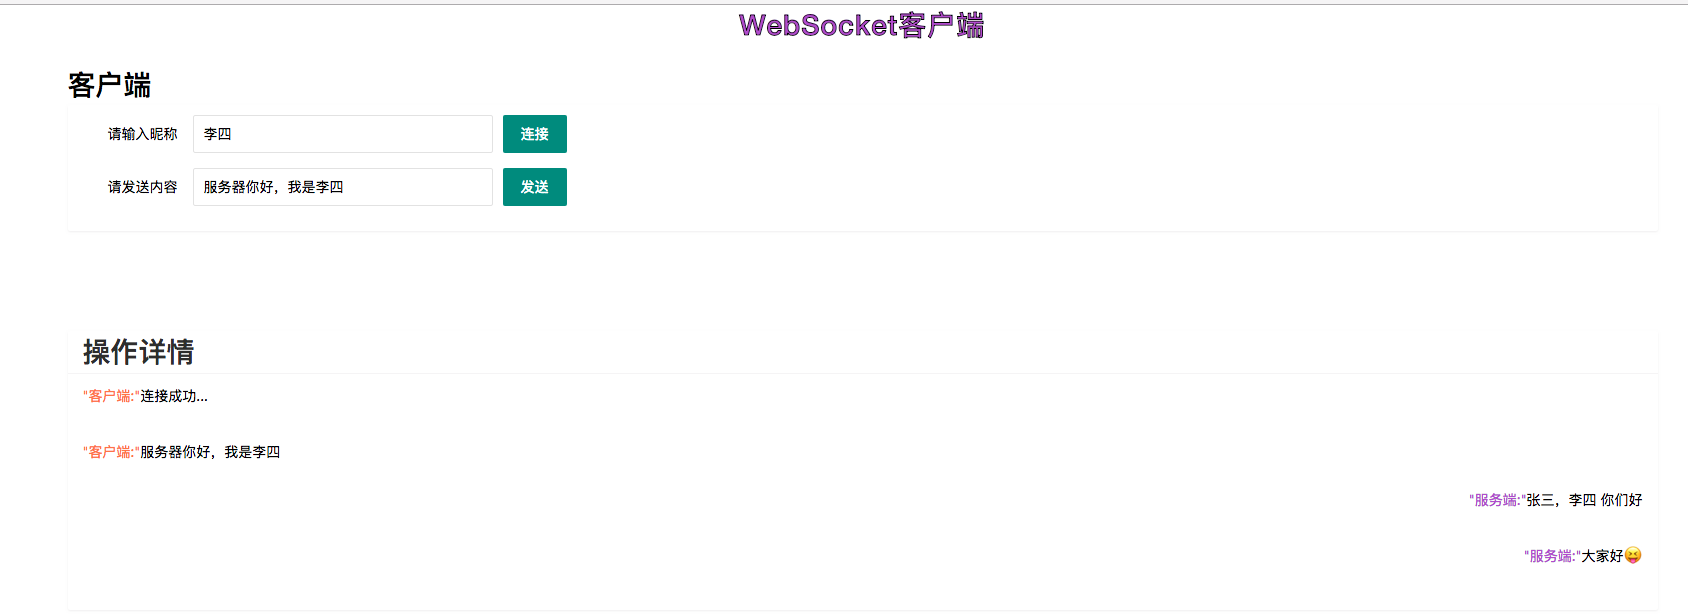 WebSocket客户端
客户端
请输入昵称 李四 连接
请发送内容 服务器你好，我是李四 发送
操作详情
"客户端:"连接成功...
"客户端:"服务器你好，我是李四
"服务端:"张三，李四 你们好
"服务端:"大家好😝